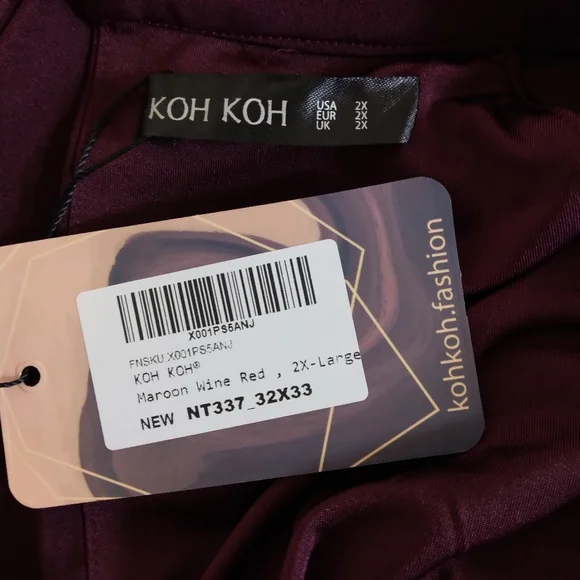 KOH KOH
USA 2X
EUR 2X
UK 2X
kohkoh.fashion
X001PS5ANJ
FNSKU:X001PS5ANJ
KOH KOH®
Maroon Wine Red , 2X-Large
NEW NT337_32X33